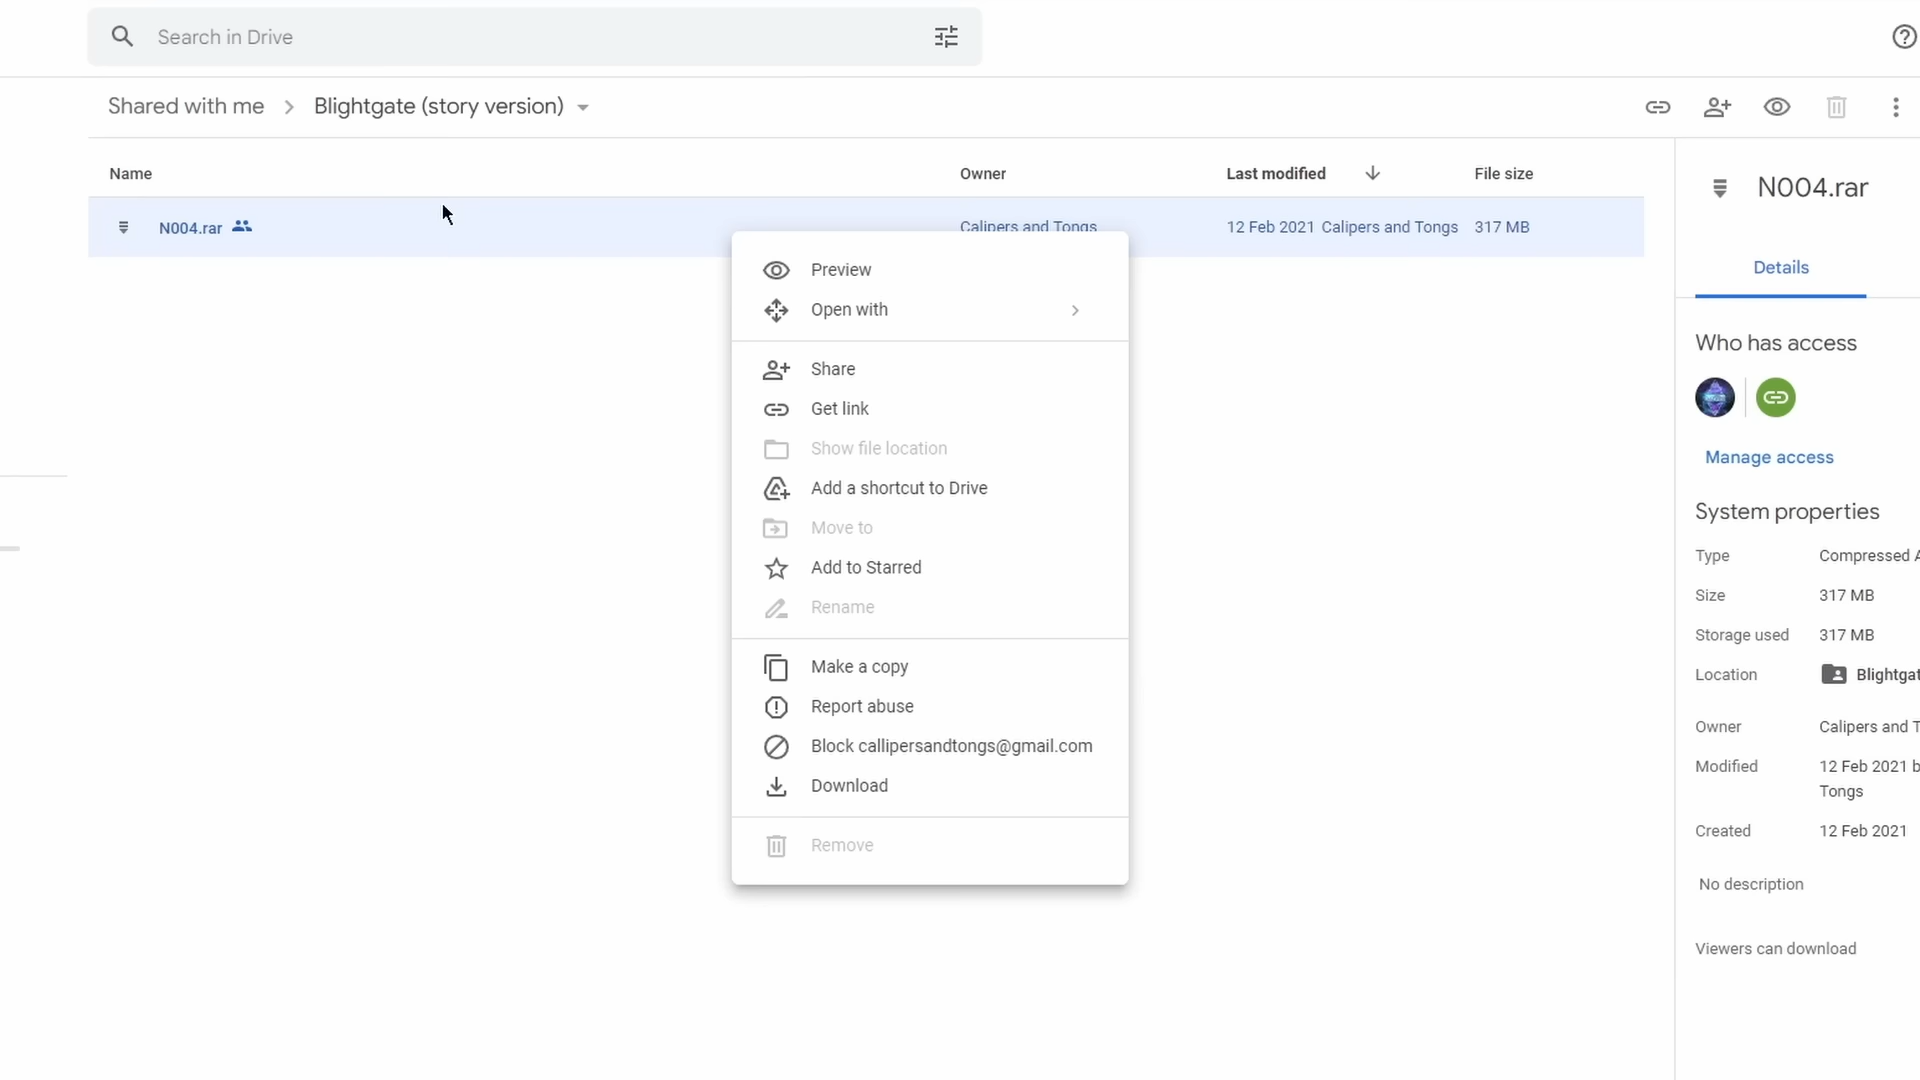 Search in Drive
Shared with me
Blightgate (story version)
Name
Owner
Last modified
File size
N004.rar
Calipers and Tongs
12 Feb 2021 Calipers and Tongs
317 MB
Preview
Open with
Share
Get link
Show file location
Add a shortcut to Drive
Move to
Add to Starred
Rename
Make a copy
Report abuse
Block callipersandtongs@gmail.com
Download
Remove
N004.rar
Details
Who has access
Manage access
System properties
Type Compressed A
Size 317 MB
Storage used 317 MB
Location Blightgat
Owner Calipers and T
Modified 12 Feb 2021 b
Tongs
Created 12 Feb 2021
No description
Viewers can download